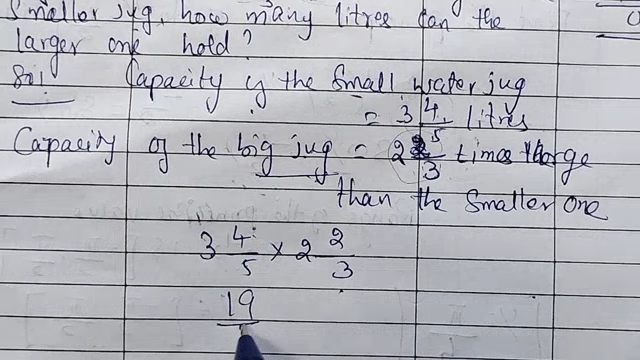 Smaller jug, how many litres can the
larger one hold?
Sol. Capacity of the Small water jug
= 3 4/5 litres
Capacity of the big jug = 2 2/3 times large
than the Smaller one
3 4/5 × 2 2/3
19